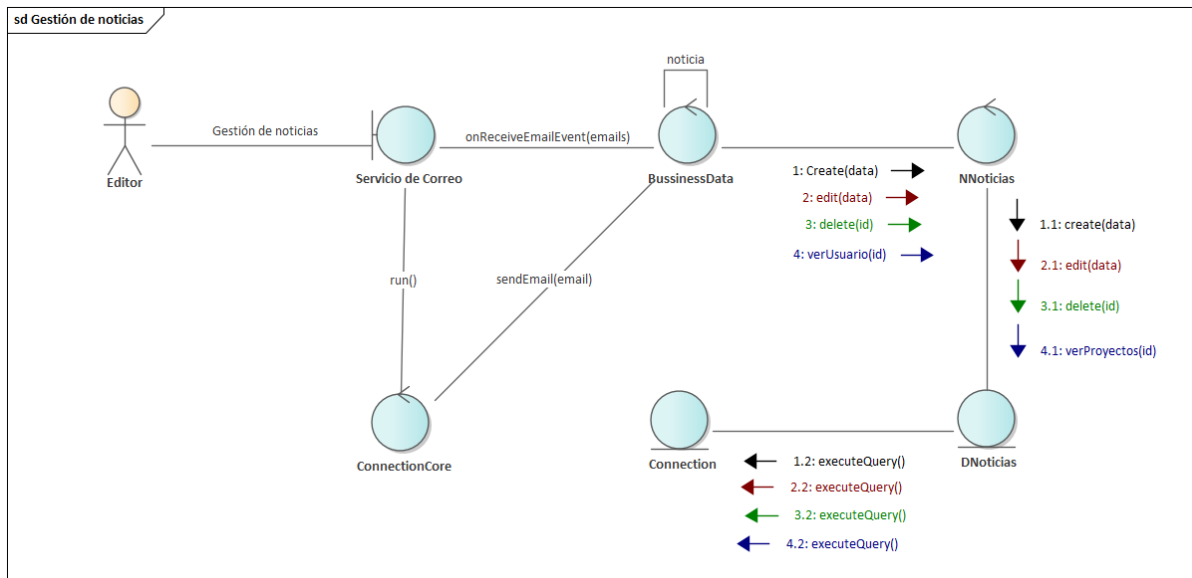 sd Gestión de noticias
noticia
Gestión de noticias
onReceiveEmailEvent(emails)
Editor
Servicio de Correo
BussinessData
NNoticias
1: Create(data)
2: edit(data)
3: delete(id)
4: verUsuario(id)
1.1: create(data)
2.1: edit(data)
3.1: delete(id)
4.1: verProyectos(id)
run()
sendEmail(email)
ConnectionCore
Connection
DNoticias
1.2: executeQuery()
2.2: executeQuery()
3.2: executeQuery()
4.2: executeQuery()